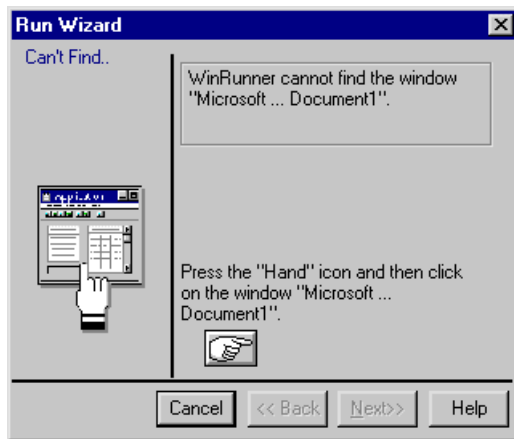 Run Wizard
Can't Find..
WinRunner cannot find the window
"Microsoft ... Document1".
Press the "Hand" icon and then click
on the window "Microsoft ...
Document1".
Cancel
<< Back
Next>>
Help